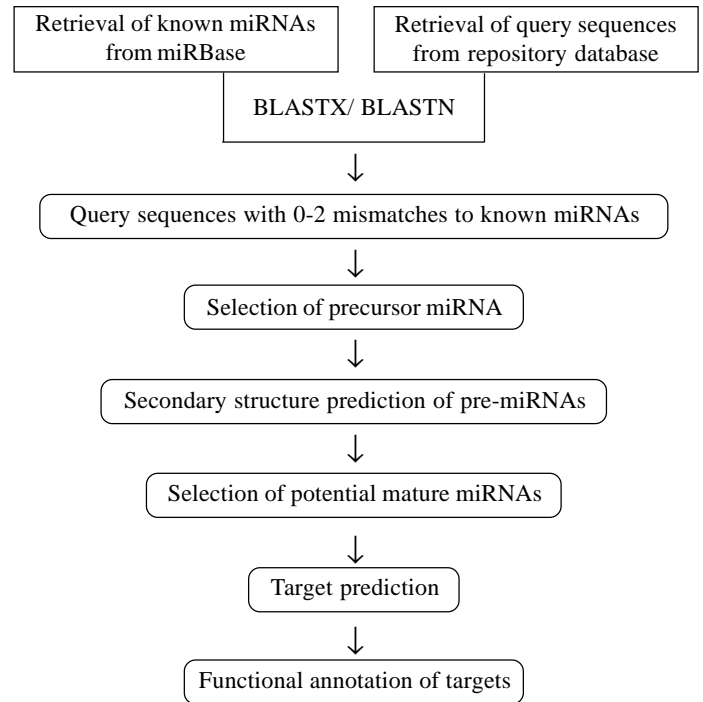 Retrieval of known miRNAs
from miRBase
Retrieval of query sequences
from repository database
BLASTX/ BLASTN
Query sequences with 0-2 mismatches to known miRNAs
Selection of precursor miRNA
Secondary structure prediction of pre-miRNAs
Selection of potential mature miRNAs
Target prediction
Functional annotation of targets